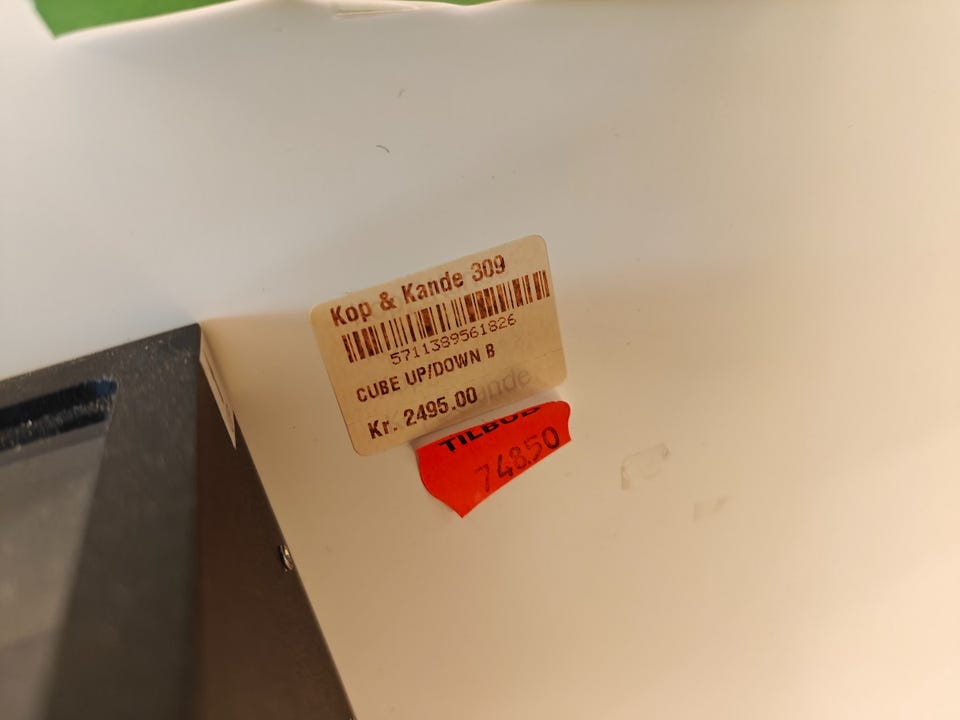 Kop & Kande 309
5711389561826
CUBE UP/DOWN B
Kr. 2495.00
TILBUD
748.50